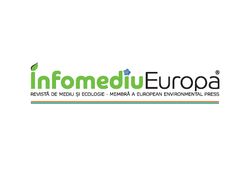 infomediuEuropa®
REVISTĂ DE MEDIU ȘI ECOLOGIE - MEMBRĂ A EUROPEAN ENVIRONMENTAL PRESS